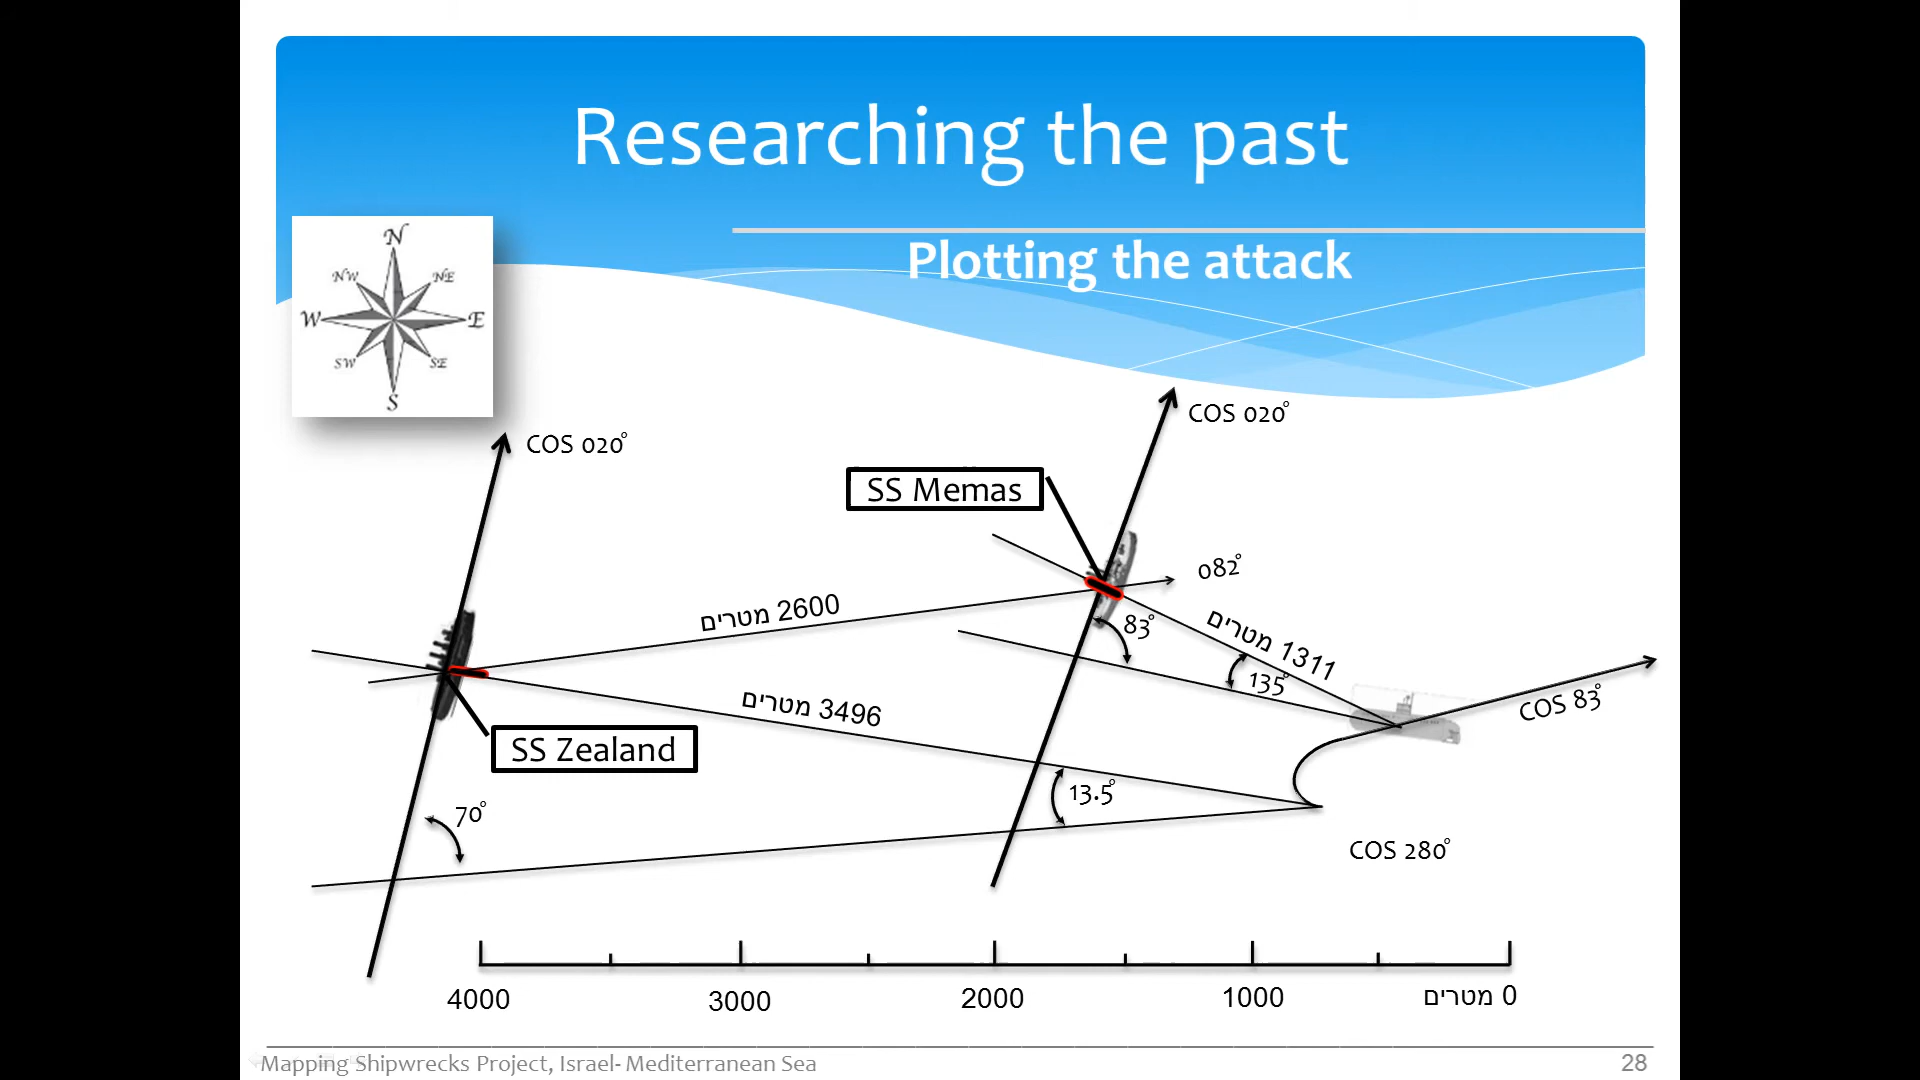 Researching the past
Plotting the attack
N
NW
NE
W
E
SW
SE
S
COS 020°
COS 020°
SS Memas
082°
2600 מטרים
83°
1311 מטרים
135°
COS 83°
3496 מטרים
SS Zealand
13.5°
70°
COS 280°
4000
3000
2000
1000
0 מטרים
Mapping Shipwrecks Project, Israel- Mediterranean Sea
28